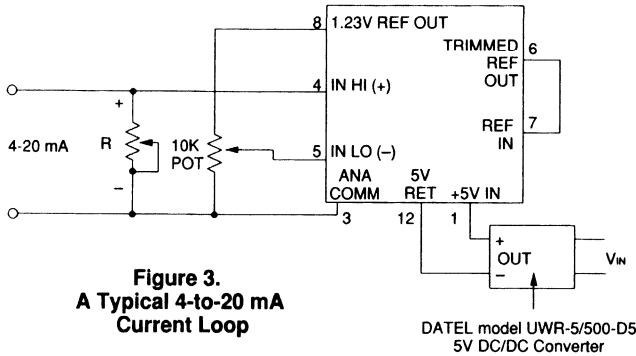 8 1.23V REF OUT
TRIMMED 6
REF
OUT
4 IN HI (+)
+
4-20 mA
R
10K
POT
REF 7
IN
5 IN LO (–)
–
ANA
COMM
5V
RET
+5V IN
3
12
1
+
OUT
–
VIN
Figure 3.
A Typical 4-to-20 mA
Current Loop
DATEL model UWR-5/500-D5
5V DC/DC Converter